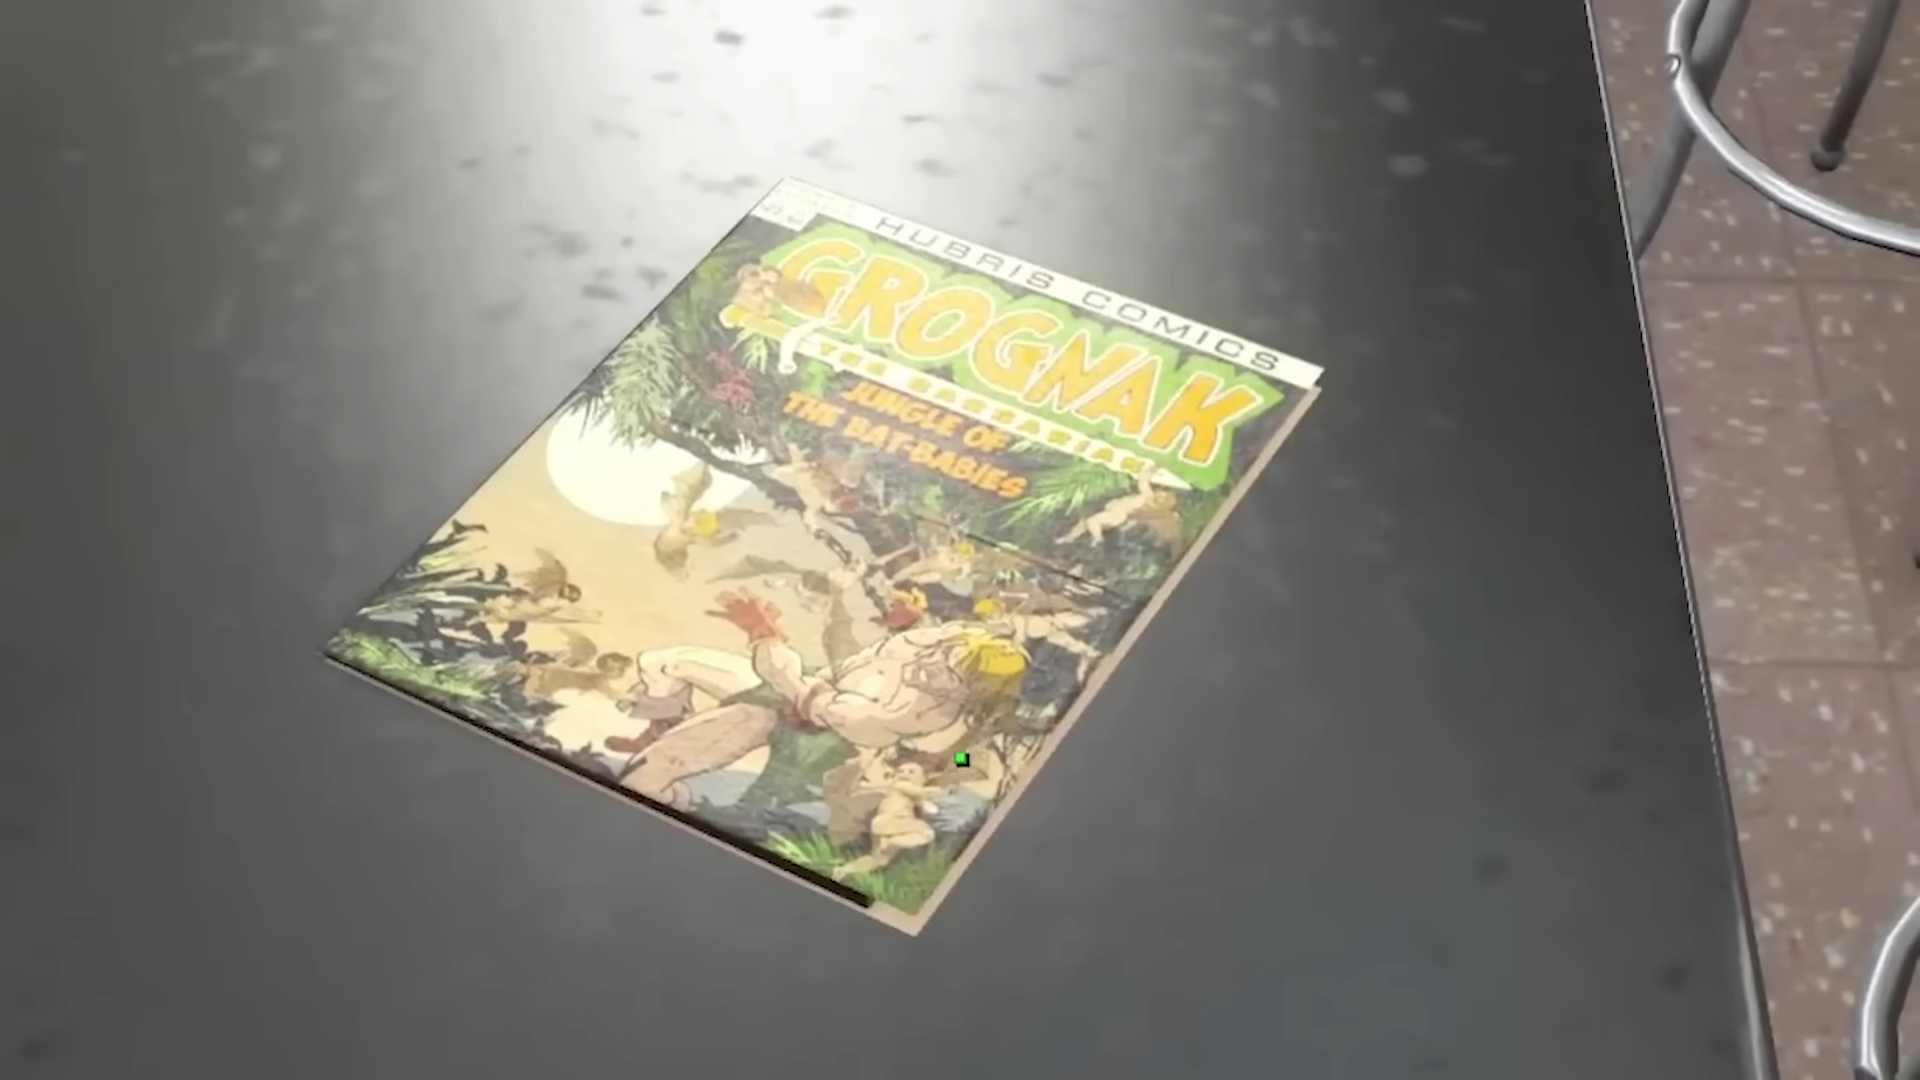 HUBRIS COMICS
GROGNAK
THE BARBARIAN
JUNGLE OF
THE BAT-BABIES